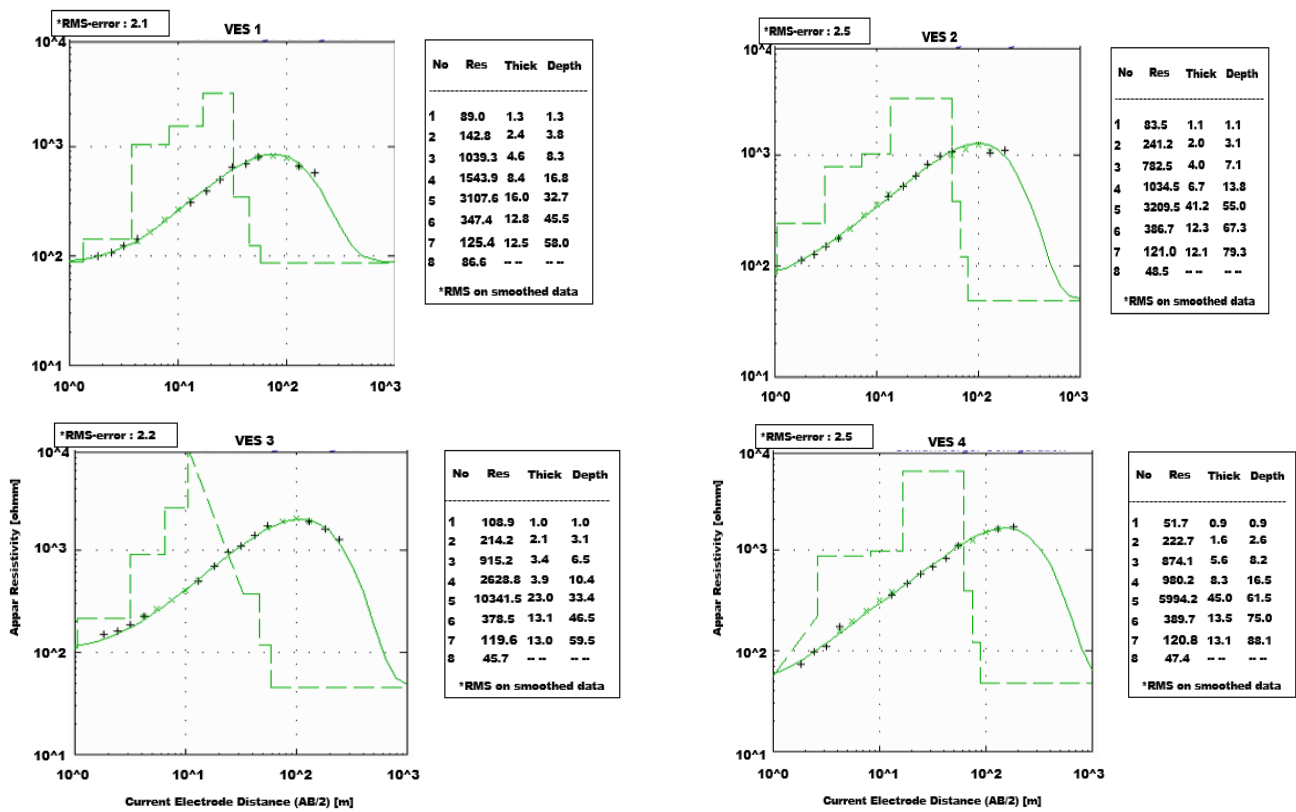 *RMS-error : 2.1
VES 1
10^4
10^3
10^2
10^1
10^0 10^1 10^2 10^3
No Res Thick Depth
1 89.0 1.3 1.3
2 142.8 2.4 3.8
3 1039.3 4.6 8.3
4 1543.9 8.4 16.8
5 3107.6 16.0 32.7
6 347.4 12.8 45.5
7 125.4 12.5 58.0
8 86.6 -- -- -- --
*RMS on smoothed data
*RMS-error : 2.5
VES 2
10^4
10^3
10^2
10^1
10^0 10^1 10^2 10^3
No Res Thick Depth
1 83.5 1.1 1.1
2 241.2 2.0 3.1
3 782.5 4.0 7.1
4 1034.5 6.7 13.8
5 3209.5 41.2 55.0
6 386.7 12.3 67.3
7 121.0 12.1 79.3
8 48.5 -- -- -- --
*RMS on smoothed data
*RMS-error : 2.2
VES 3
Appar Resistivity [ohmm]
10^4
10^3
10^2
10^1
10^0 10^1 10^2 10^3
Current Electrode Distance (AB/2) [m]
No Res Thick Depth
1 108.9 1.0 1.0
2 214.2 2.1 3.1
3 915.2 3.4 6.5
4 2628.8 3.9 10.4
5 10341.5 23.0 33.4
6 378.5 13.1 46.5
7 119.6 13.0 59.5
8 45.7 -- -- -- --
*RMS on smoothed data
*RMS-error : 2.5
VES 4
Appar Resistivity [ohmm]
10^4
10^3
10^2
10^1
10^0 10^1 10^2 10^3
Current Electrode Distance (AB/2) [m]
No Res Thick Depth
1 51.7 0.9 0.9
2 222.7 1.6 2.6
3 874.1 5.6 8.2
4 980.2 8.3 16.5
5 5994.2 45.0 61.5
6 389.7 13.5 75.0
7 120.8 13.1 88.1
8 47.4 -- -- -- --
*RMS on smoothed data